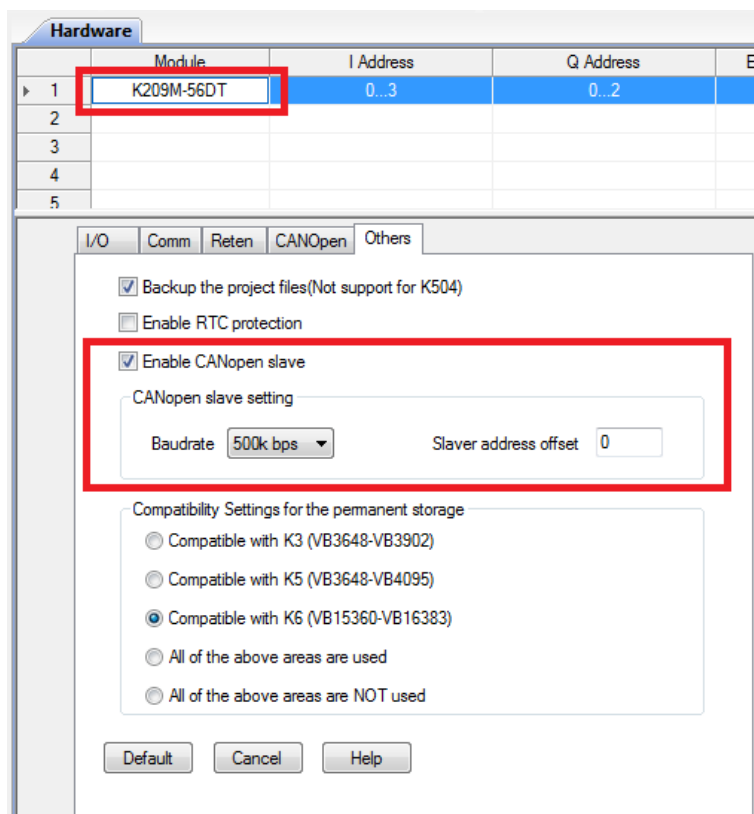 Hardware
Module I Address Q Address E
1 K209M-56DT 0...3 0...2
2
3
4
5
I/O Comm Reten CANOpen Others
Backup the project files(Not support for K504)
Enable RTC protection
Enable CANopen slave
CANopen slave setting
Baudrate 500k bps Slaver address offset 0
Compatibility Settings for the permanent storage
Compatible with K3 (VB3648-VB3902)
Compatible with K5 (VB3648-VB4095)
Compatible with K6 (VB15360-VB16383)
All of the above areas are used
All of the above areas are NOT used
Default Cancel Help